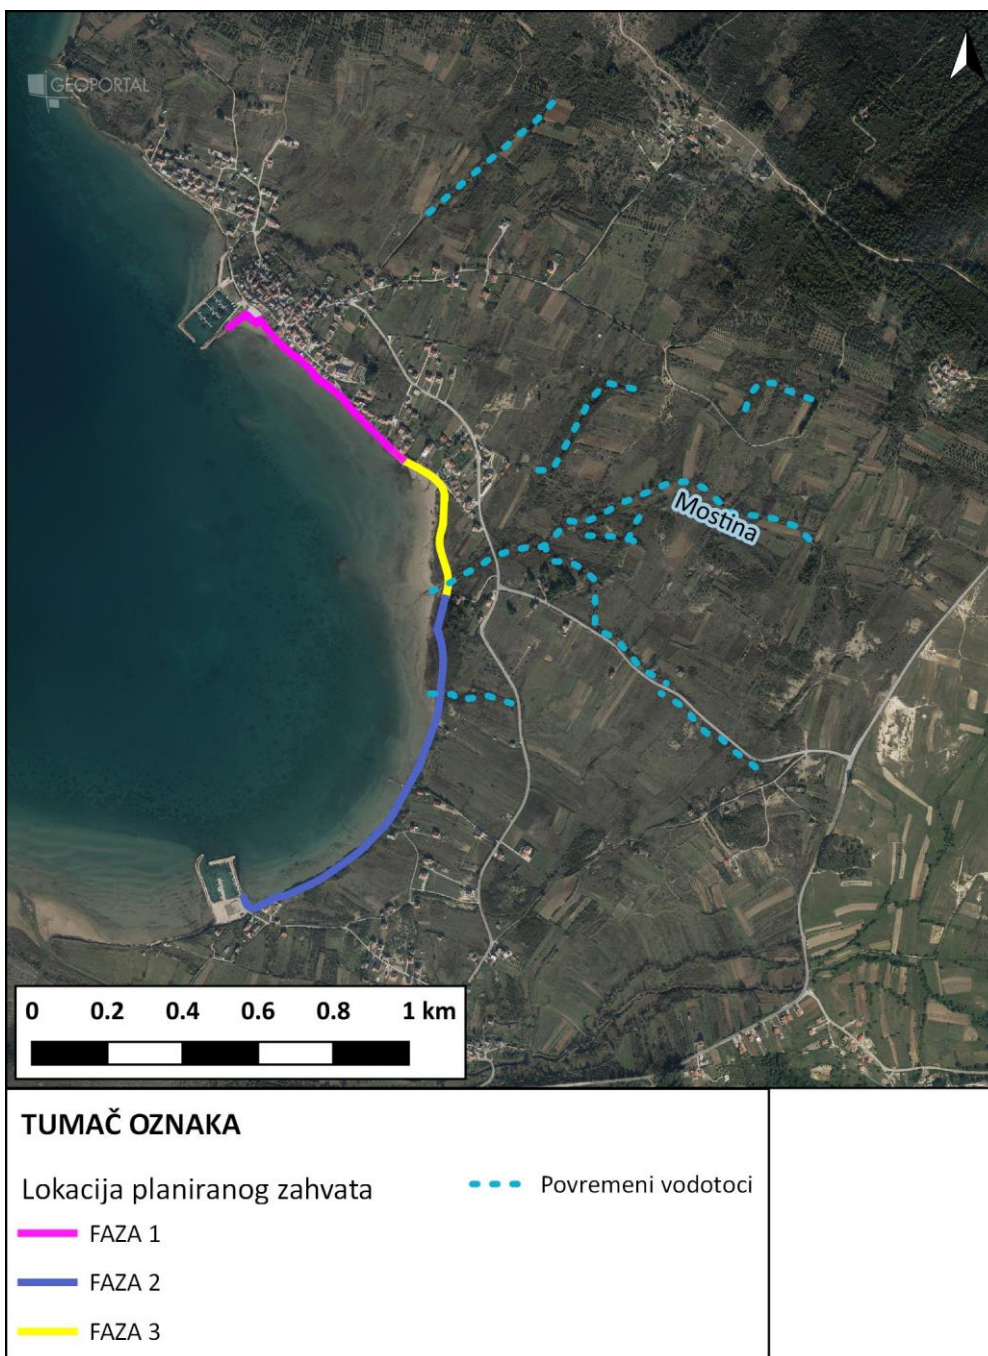 GEOPORTAL
Mostina
0 0.2 0.4 0.6 0.8 1 km
TUMAČ OZNAKA
Lokacija planiranog zahvata
Povremeni vodotoci
FAZA 1
FAZA 2
FAZA 3